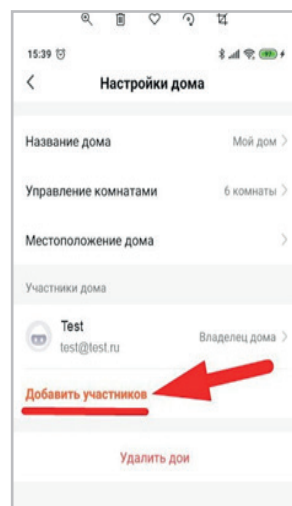 15:39
Настройки дома
Название дома Мой дом
Управление комнатами 6 комнаты
Местоположение дома
Участники дома
Test
test@test.ru
Владелец дома
Добавить участников
Удалить дои